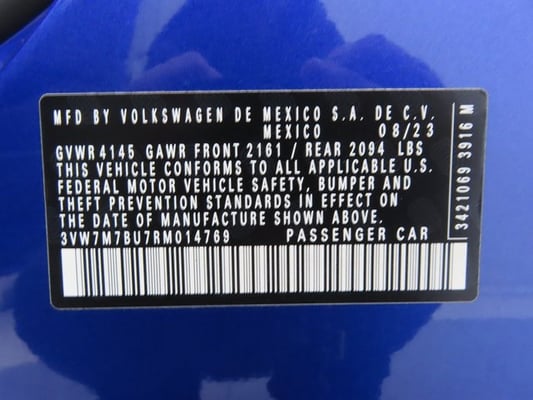 MFD BY VOLKSWAGEN DE MEXICO S.A. DE C.V.
MEXICO 08/23
GVWR 4145 GAWR FRONT 2161 / REAR 2094 LBS
THIS VEHICLE CONFORMS TO ALL APPLICABLE U.S.
FEDERAL MOTOR VEHICLE SAFETY, BUMPER AND
THEFT PREVENTION STANDARDS IN EFFECT ON
THE DATE OF MANUFACTURE SHOWN ABOVE.
3VW7M7BU7RM014769 PASSENGER CAR
3421069 3916 M